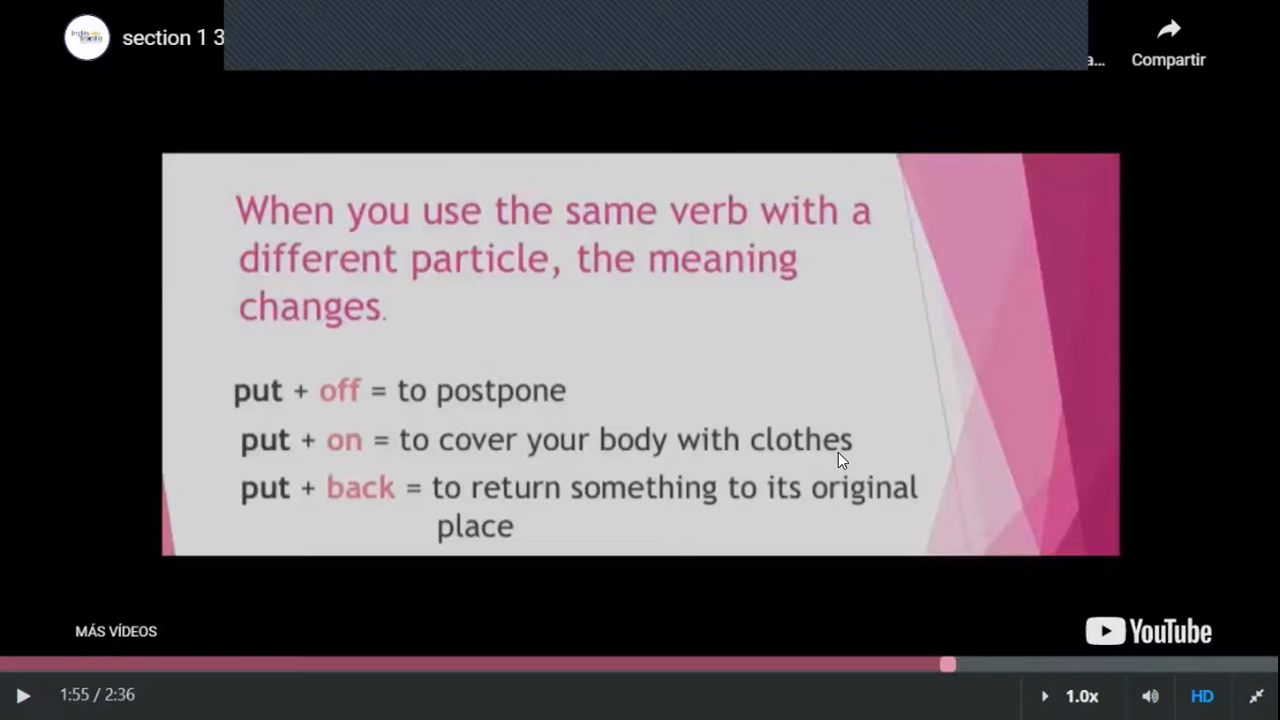 section 1 3
a...
Compartir
When you use the same verb with a
different particle, the meaning
changes.
put + off = to postpone
put + on = to cover your body with clothes
put + back = to return something to its original
place
MÁS VÍDEOS
YouTube
1:55 / 2:36
1.0x
HD